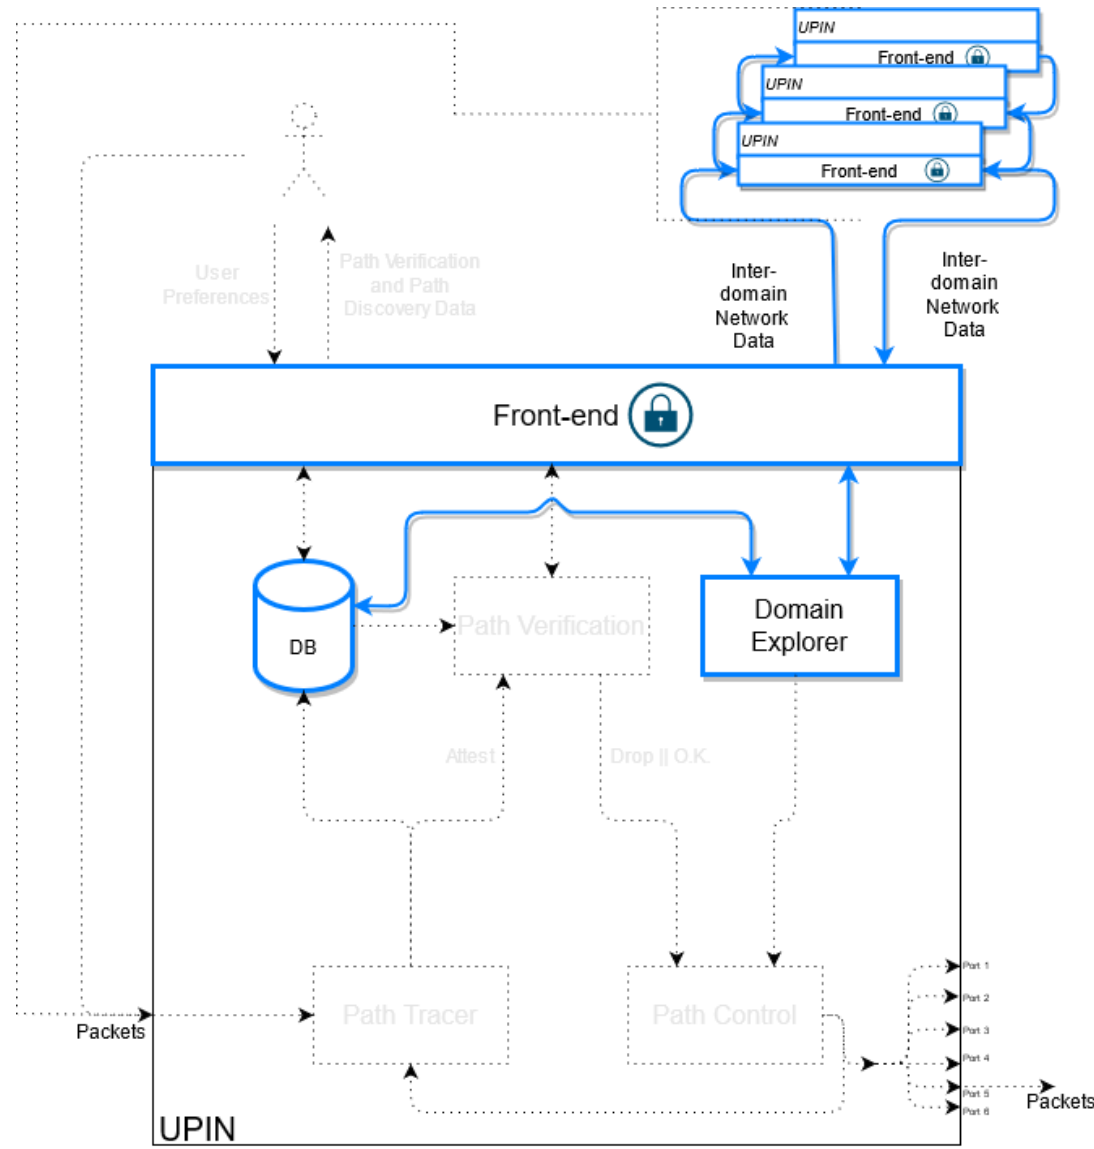 UPIN
Front-end
UPIN
Front-end
UPIN
Front-end
User
Preferences
Path Verification
and Path
Discovery Data
Inter-
domain
Network
Data
Inter-
domain
Network
Data
Front-end
DB
Path Verification
Domain
Explorer
Attest
Drop || O.K.
Path Tracer
Path Control
Packets
Port 1
Port 2
Port 3
Port 4
Port 5
Port 6
Packets
UPIN